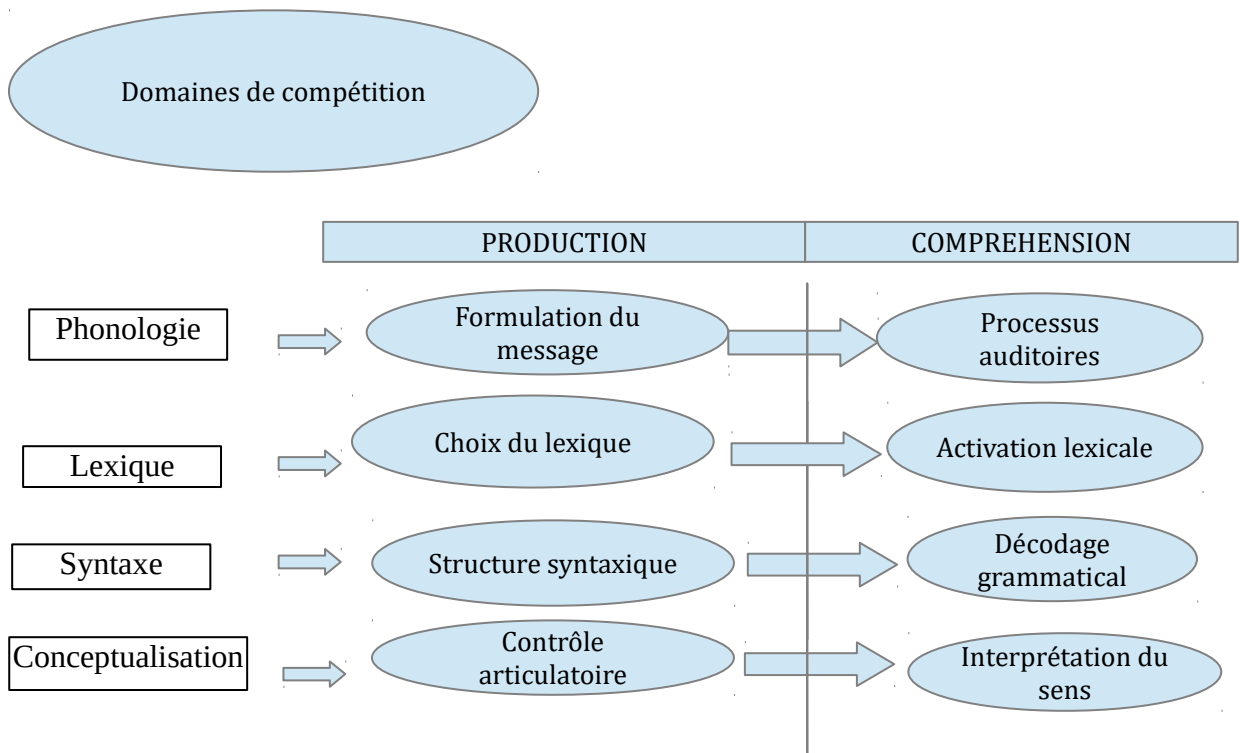 Domaines de compétition
PRODUCTION
COMPREHENSION
Phonologie
Formulation du
message
Processus
auditoires
Lexique
Choix du lexique
Activation lexicale
Syntaxe
Structure syntaxique
Décodage
grammatical
Conceptualisation
Contrôle
articulatoire
Interprétation du
sens